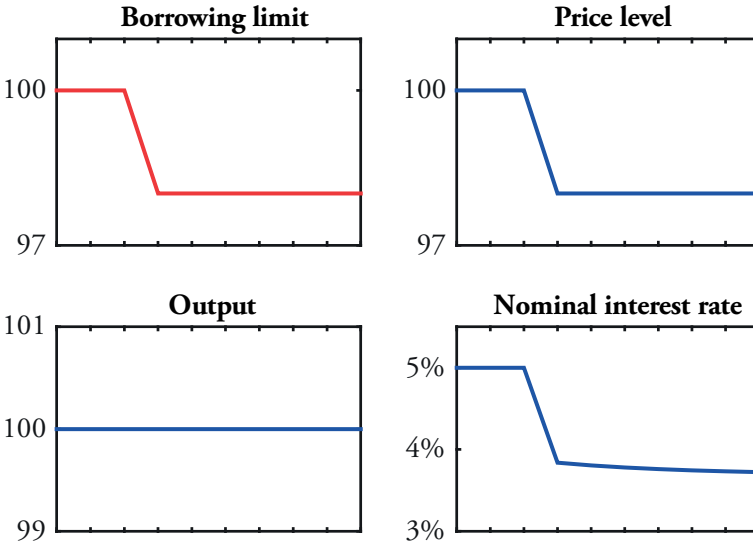 Borrowing limit
100
97
Price level
100
97
Output
101
100
99
Nominal interest rate
5%
4%
3%